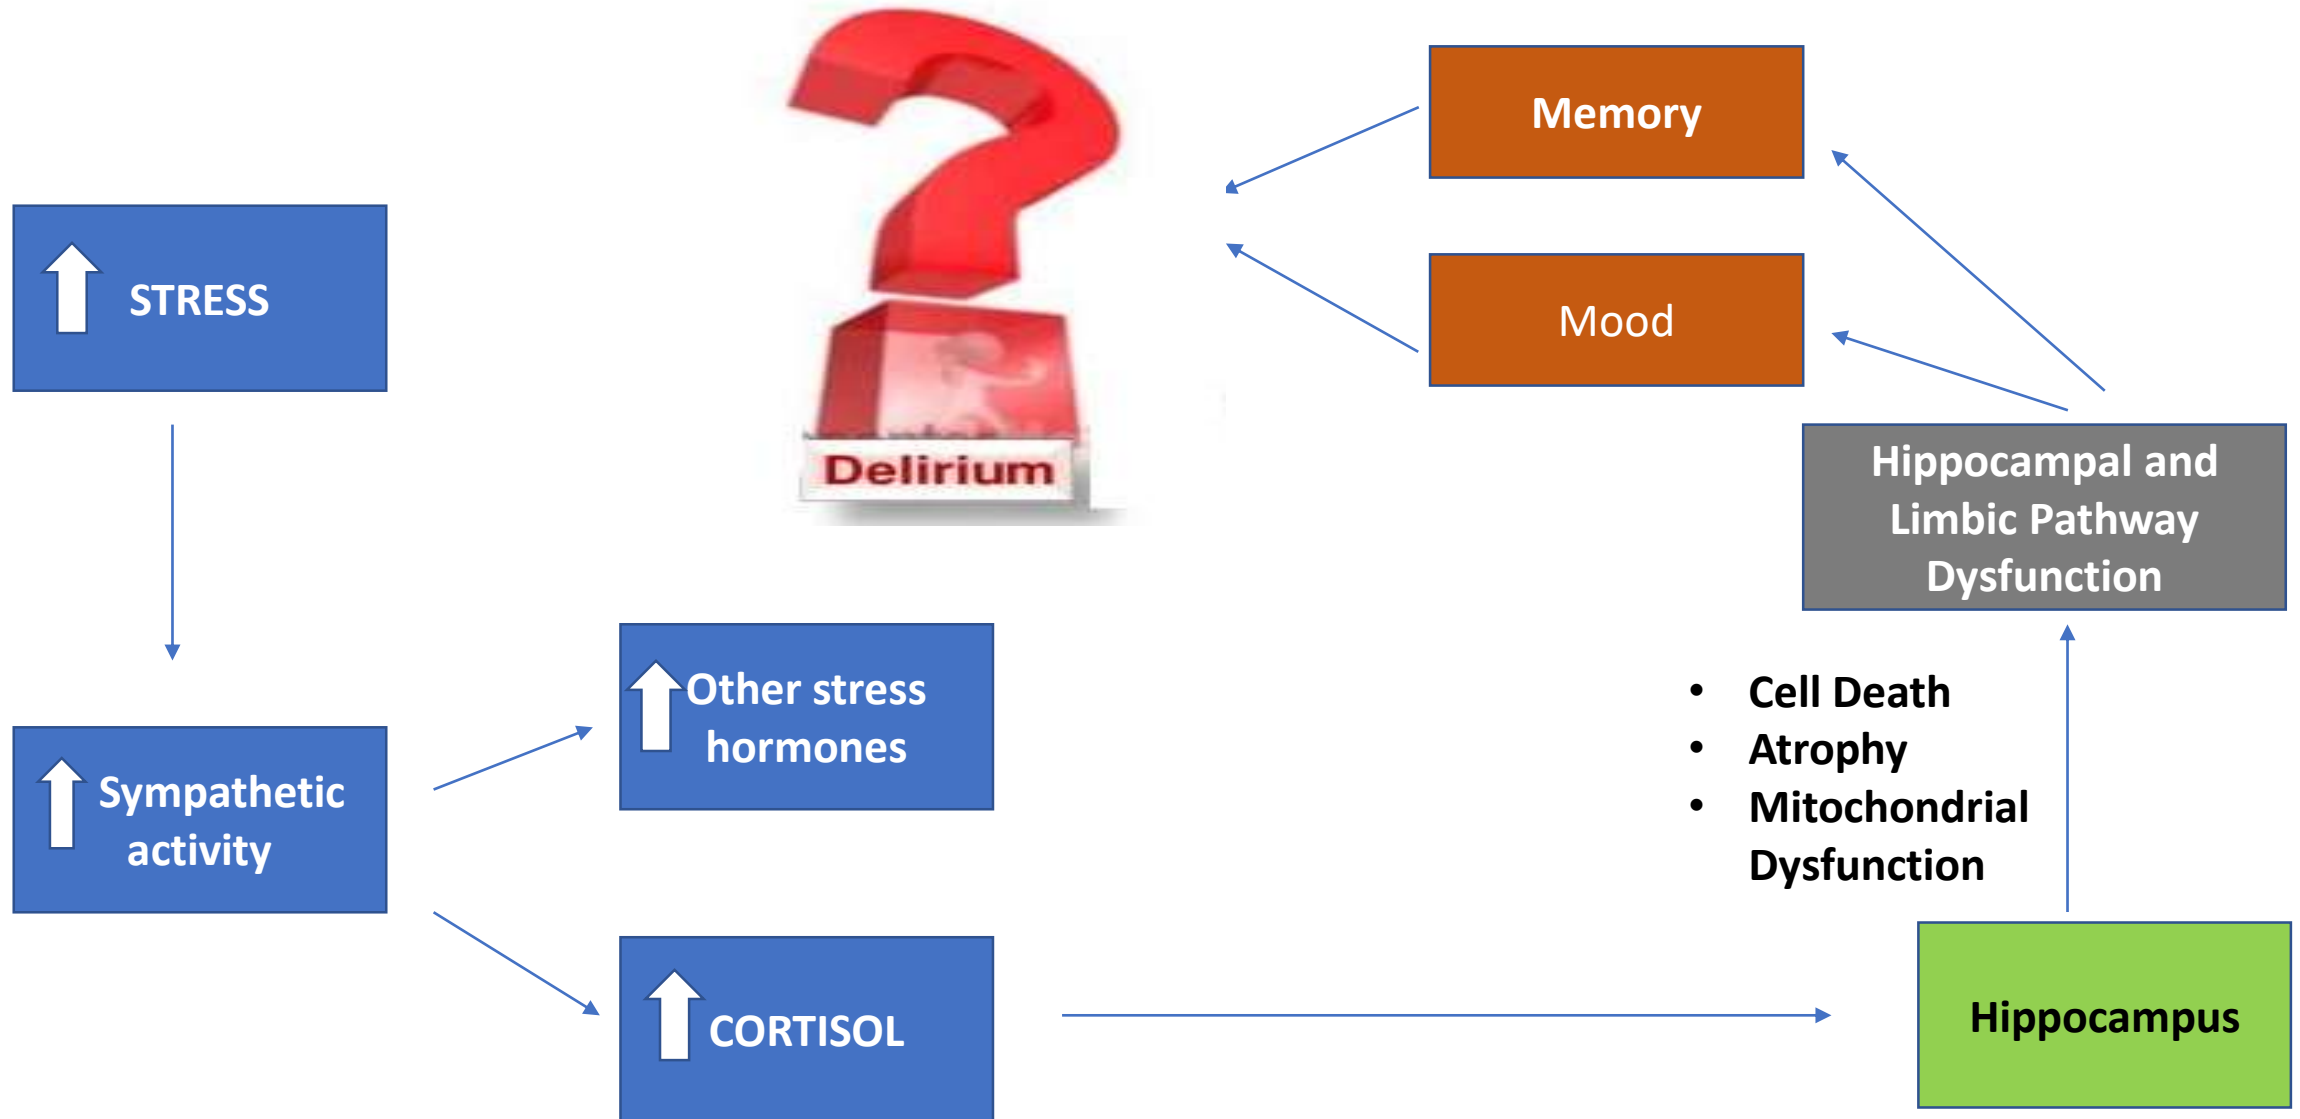 STRESS
Sympathetic
activity
Other stress
hormones
CORTISOL
Hippocampus
• Cell Death
• Atrophy
• Mitochondrial
Dysfunction
Hippocampal and
Limbic Pathway
Dysfunction
Memory
Mood
Delirium